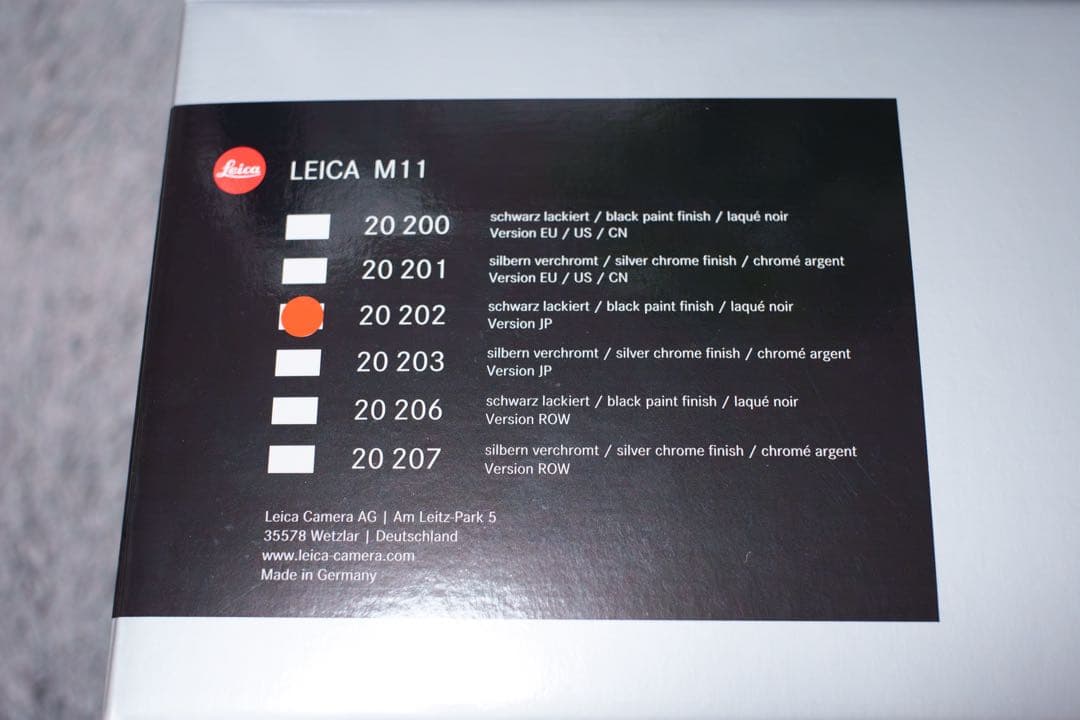 Leica LEICA M11
20 200 schwarz lackiert / black paint finish / laqué noir
Version EU / US / CN
20 201 silbern verchromt / silver chrome finish / chromé argent
Version EU / US / CN
20 202 schwarz lackiert / black paint finish / laqué noir
Version JP
20 203 silbern verchromt / silver chrome finish / chromé argent
Version JP
20 206 schwarz lackiert / black paint finish / laqué noir
Version ROW
20 207 silbern verchromt / silver chrome finish / chromé argent
Version ROW
Leica Camera AG | Am Leitz-Park 5
35578 Wetzlar | Deutschland
www.leica-camera.com
Made in Germany